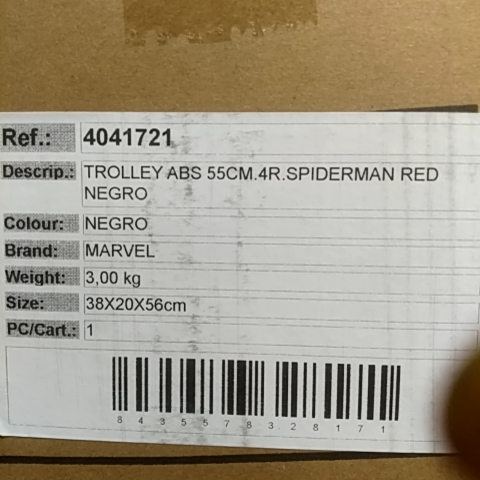 Ref.: 4041721
Descrip.: TROLLEY ABS 55CM.4R.SPIDERMAN RED
NEGRO
Colour: NEGRO
Brand: MARVEL
Weight: 3,00 kg
Size: 38X20X56cm
PC/Cart.: 1
8 4 3 5 5 7 8 3 2 8 1 7 1